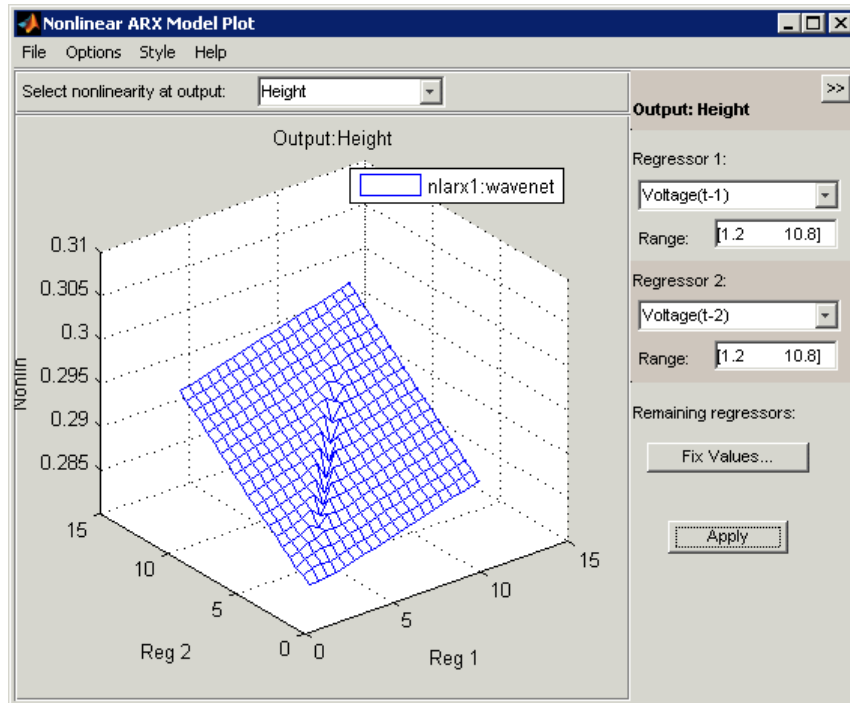 Nonlinear ARX Model Plot
File Options Style Help
Select nonlinearity at output: Height
>>
Output: Height
Output:Height
nlarx1:wavenet
0.31
0.305
0.3
0.295
0.29
0.285
Nonlin
15
10
5
0
Reg 2
0
5
10
15
Reg 1
Regressor 1:
Voltage(t-1)
Range: [1.2 10.8]
Regressor 2:
Voltage(t-2)
Range: [1.2 10.8]
Remaining regressors:
Fix Values...
Apply